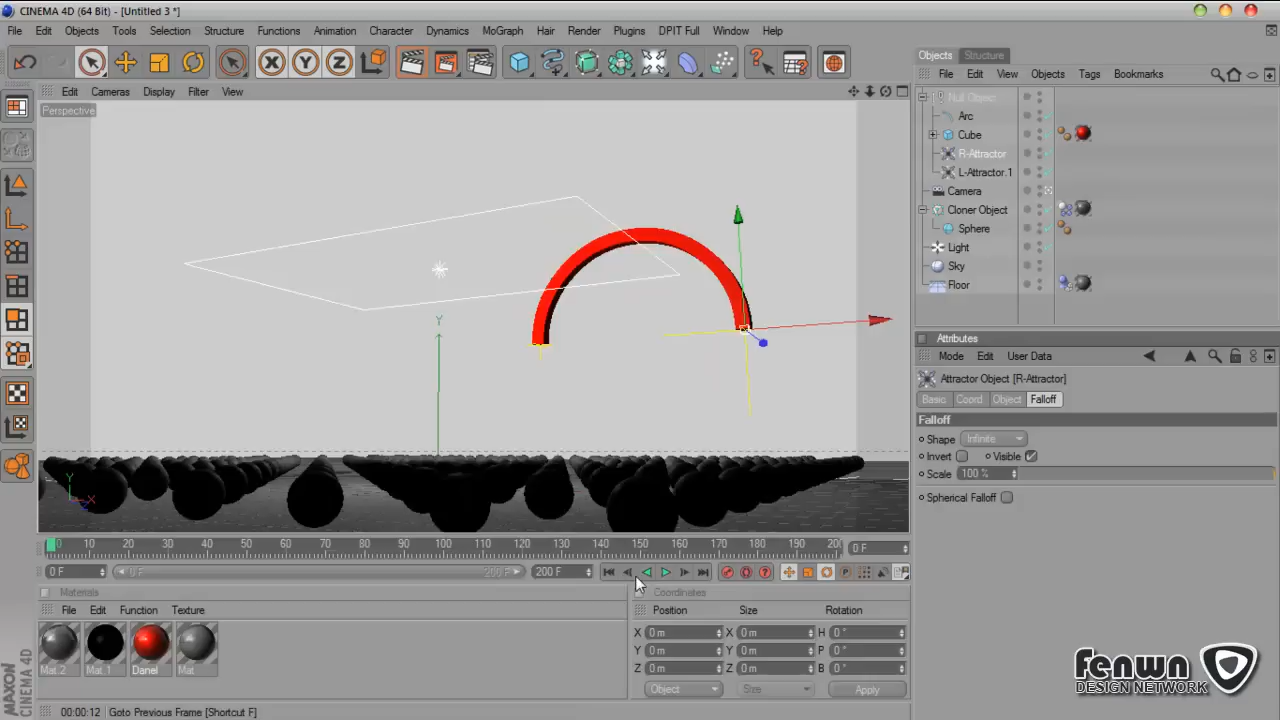 CINEMA 4D (64 Bit) - [Untitled 3 *]
File Edit Objects Tools Selection Structure Functions Animation Character Dynamics MoGraph Hair Render Plugins DPIT Full Window Help
Objects Structure
File Edit View Objects Tags Bookmarks
Edit Cameras Display Filter View
Perspective
Null Object
Arc
Cube
R-Attractor
L-Attractor.1
Camera
Cloner Object
Sphere
Light
Sky
Floor
Y
X
Attributes
Mode Edit User Data
Attractor Object [R-Attractor]
Basic Coord Object Falloff
Falloff
Shape Infinite
Invert Visible
Scale 100 %
Spherical Falloff
0 10 20 30 40 50 60 70 80 90 100 110 120 130 140 150 160 170 180 190 20 0 F
0 F 0 F 200 F 200 F
Materials
File Edit Function Texture
Mat.2 Mat.1 Danel Mat
Coordinates
Position Size Rotation
X 0 m X 0 m H 0 °
Y 0 m Y 0 m P 0 °
Z 0 m Z 0 m B 0 °
Object Size Apply
MAXON
CINEMA 4D
00:00:12 Goto Previous Frame [Shortcut F]
fenwn
DESIGN NETWORK